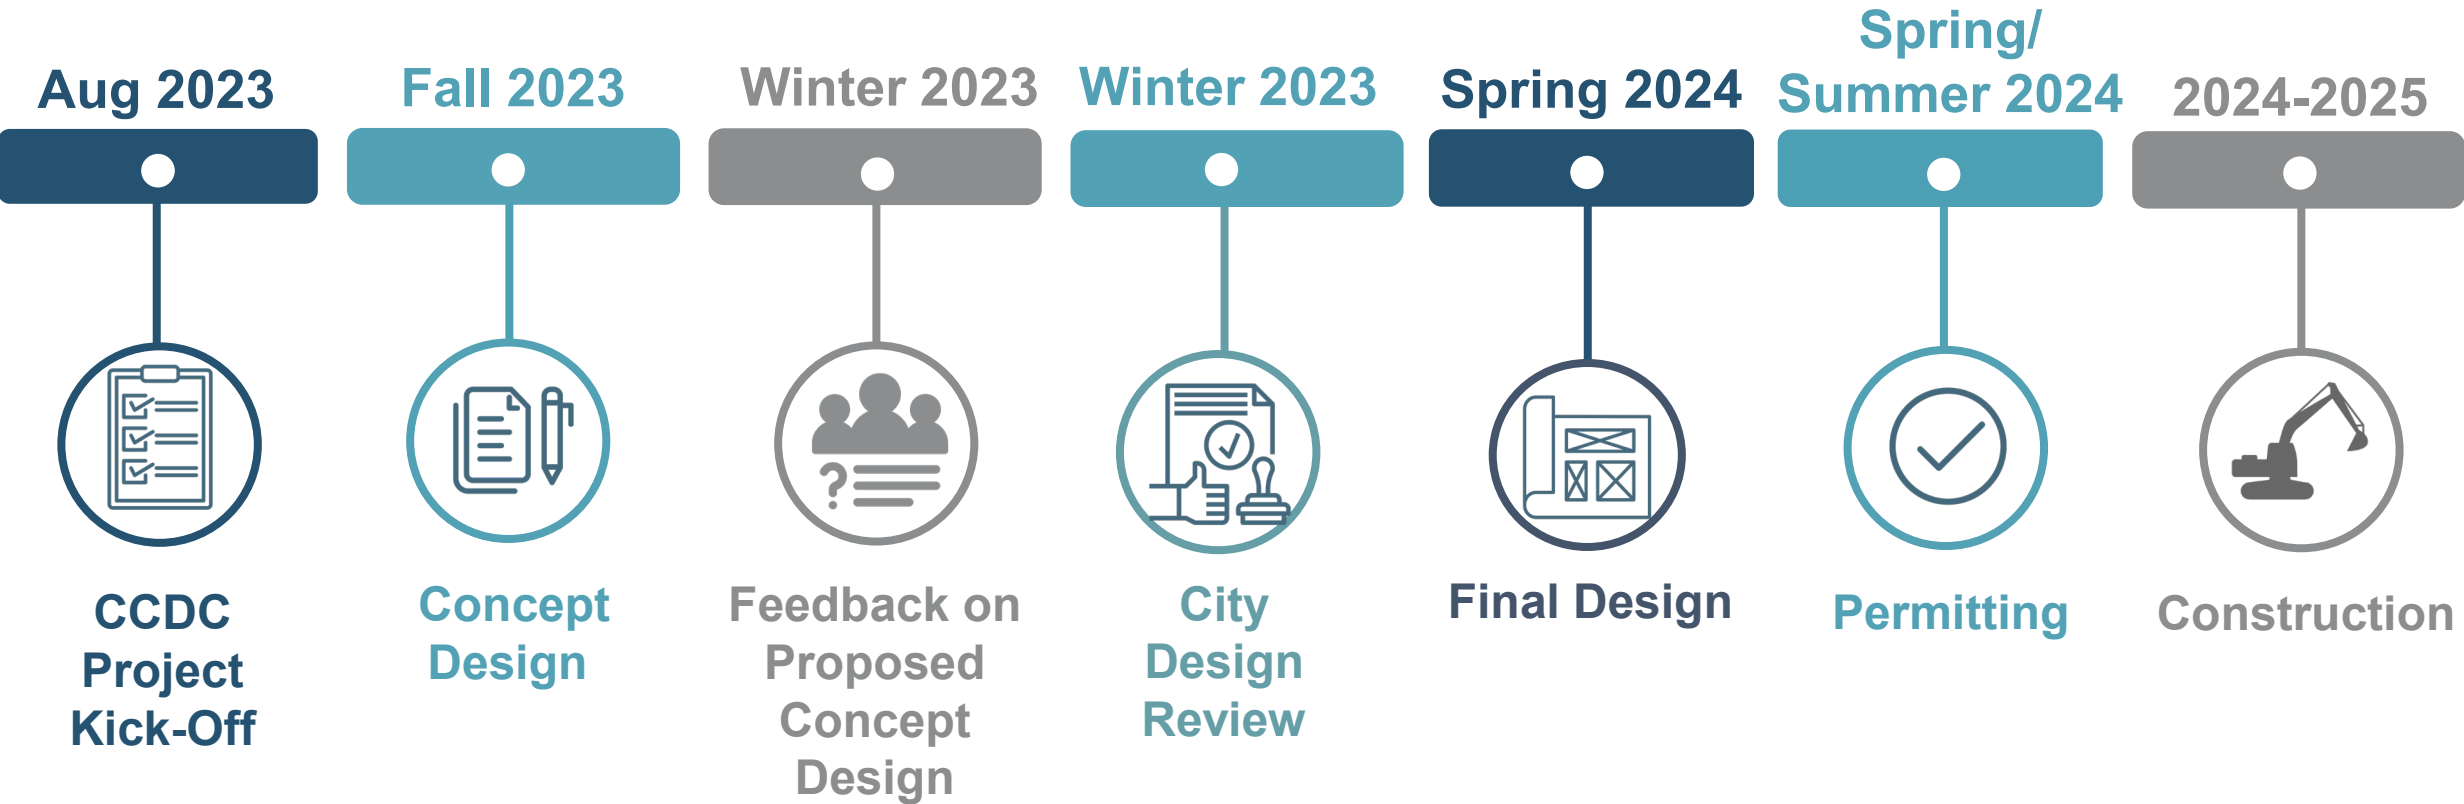 Aug 2023
Fall 2023
Winter 2023
Winter 2023
Spring 2024
Spring/
Summer 2024
2024-2025
CCDC
Project
Kick-Off
Concept
Design
Feedback on
Proposed
Concept
Design
City
Design
Review
Final Design
Permitting
Construction
?